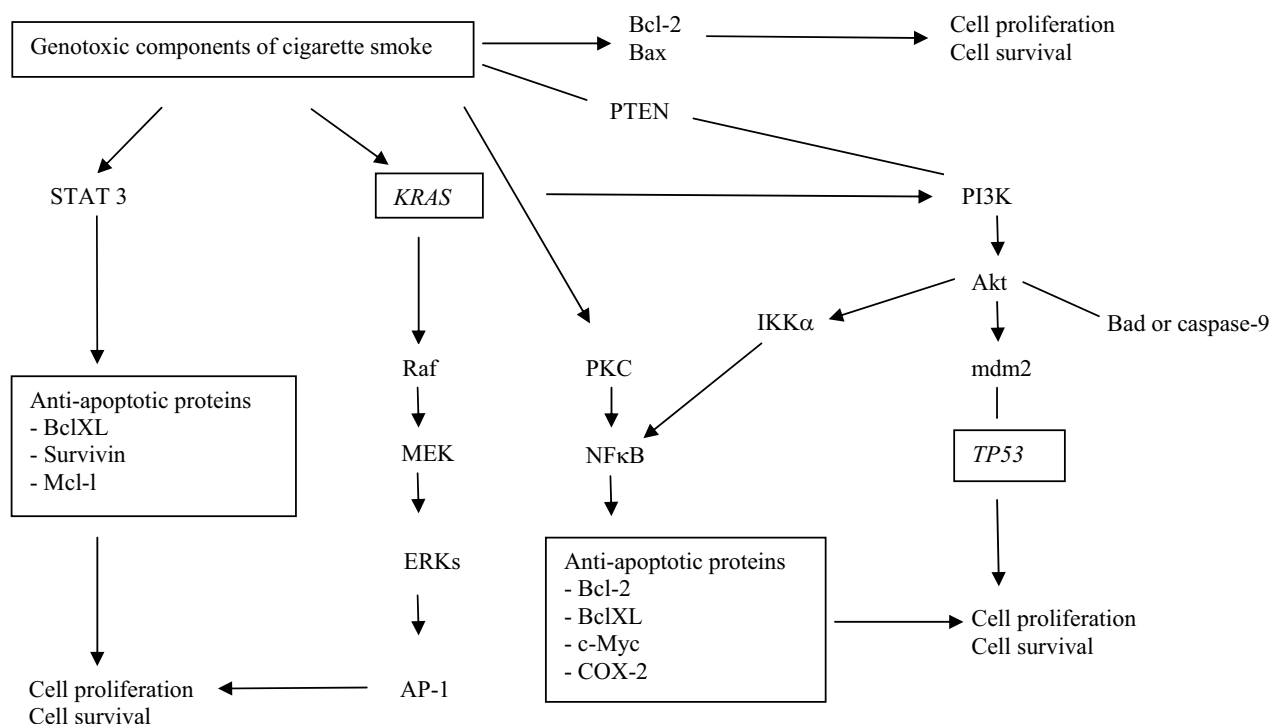 Genotoxic components of cigarette smoke
Bcl-2
Bax
Cell proliferation
Cell survival
PTEN
STAT 3
KRAS
PI3K
Akt
IKKα
Bad or caspase-9
Raf
PKC
mdm2
Anti-apoptotic proteins
- BclXL
- Survivin
- Mcl-l
MEK
NFκB
TP53
ERKs
Anti-apoptotic proteins
- Bcl-2
- BclXL
- c-Myc
- COX-2
Cell proliferation
Cell survival
Cell proliferation
Cell survival
AP-1